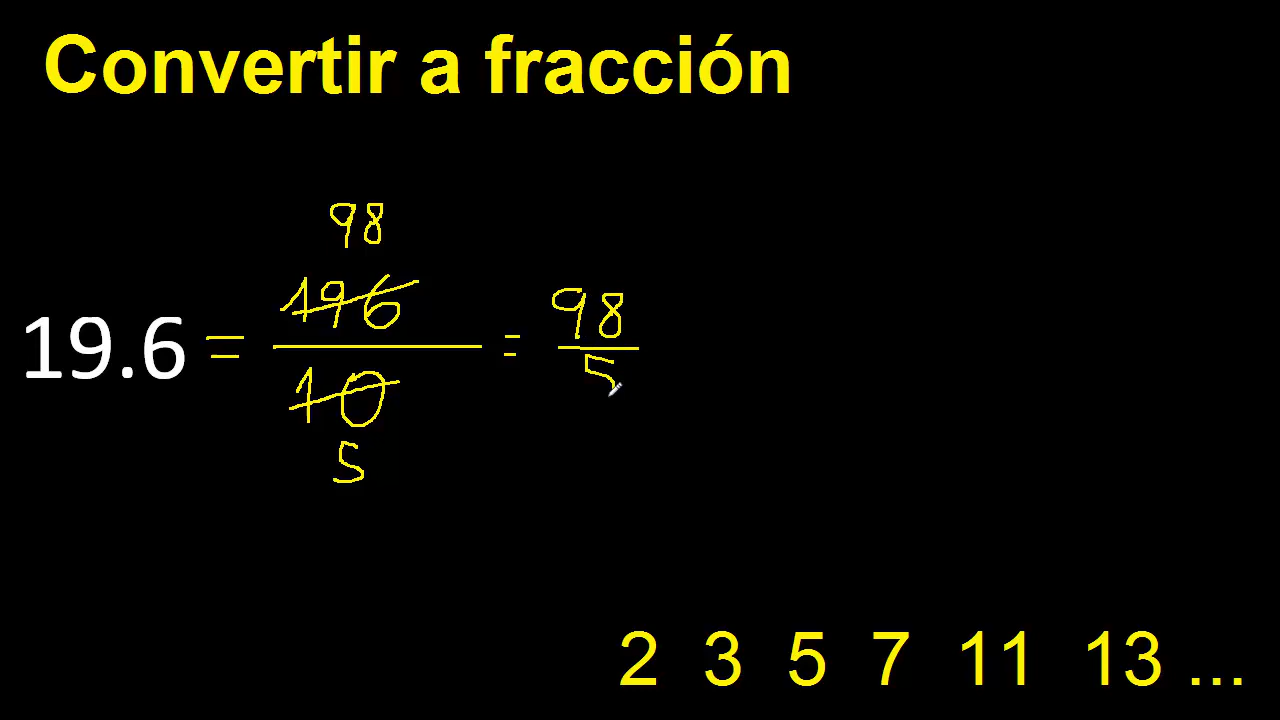 Convertir a fracción
98
19.6 = 196/10 = 98/5
5
2 3 5 7 11 13 ...